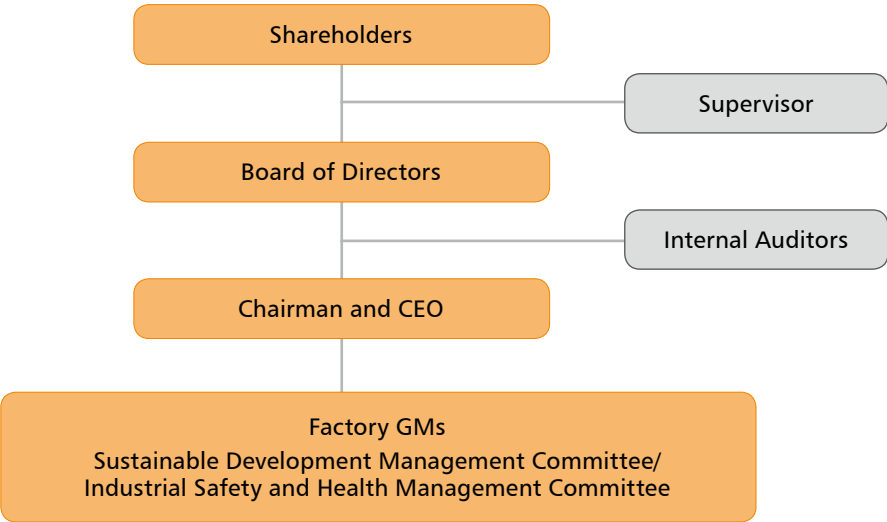 Shareholders
Supervisor
Board of Directors
Internal Auditors
Chairman and CEO
Factory GMs
Sustainable Development Management Committee/
Industrial Safety and Health Management Committee